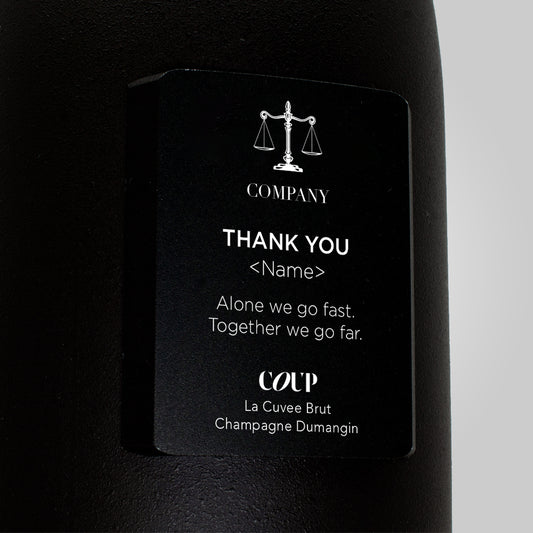 COMPANY
THANK YOU
<Name>
Alone we go fast.
Together we go far.
COUP
La Cuvee Brut
Champagne Dumangin